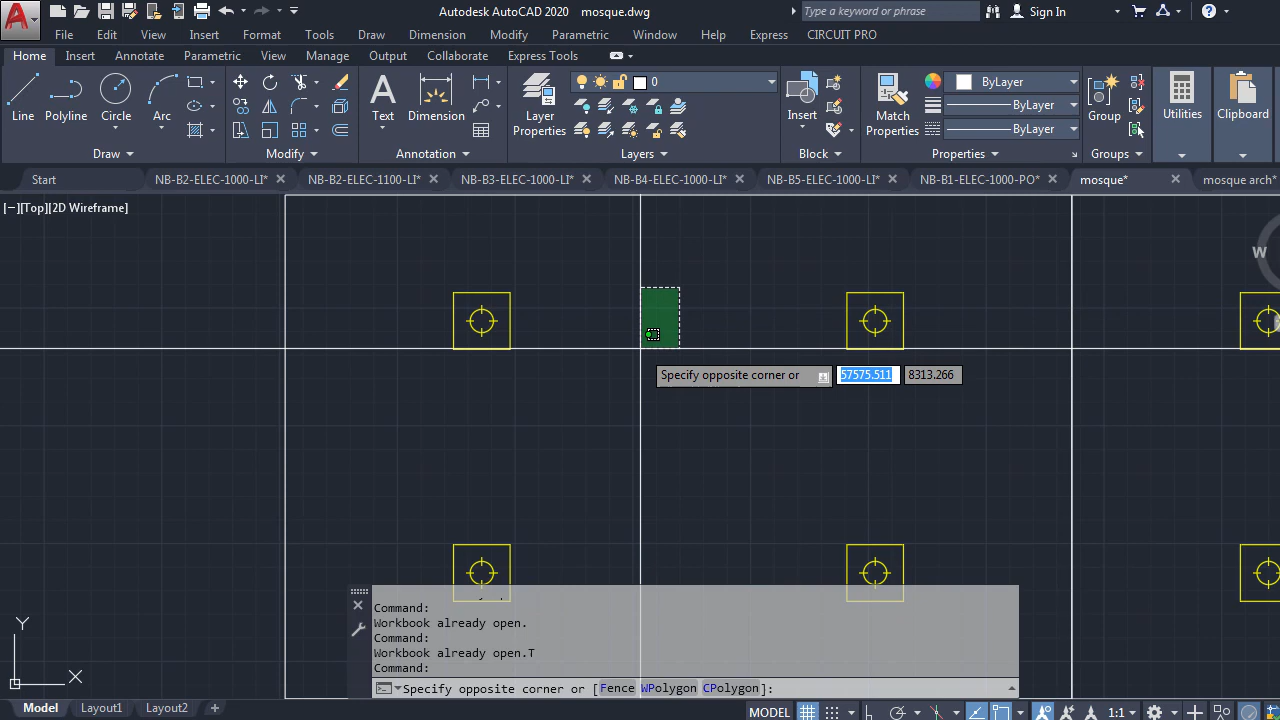 A Autodesk AutoCAD 2020 mosque.dwg Type a keyword or phrase Sign In ?
File Edit View Insert Format Tools Draw Dimension Modify Parametric Window Help Express CIRCUIT PRO
Home Insert Annotate Parametric View Manage Output Collaborate Express Tools
0 ByLayer
ByLayer
ByLayer
Line Polyline Circle Arc Text Dimension Layer Properties Insert Match Properties Group Utilities Clipboard
Draw Modify Annotation Layers Block Properties Groups
Start NB-B2-ELEC-1000-LI* NB-B2-ELEC-1100-LI* NB-B3-ELEC-1000-LI* NB-B4-ELEC-1000-LI* NB-B5-ELEC-1000-LI* NB-B1-ELEC-1000-PO* mosque* mosque arch*
[−][Top][2D Wireframe]
W
Specify opposite corner or 57575.511 8313.266
Command:
Workbook already open.
Command:
Workbook already open.T
Command:
Specify opposite corner or [Fence WPolygon CPolygon]:
Y
X
Model Layout1 Layout2 + MODEL 1:1